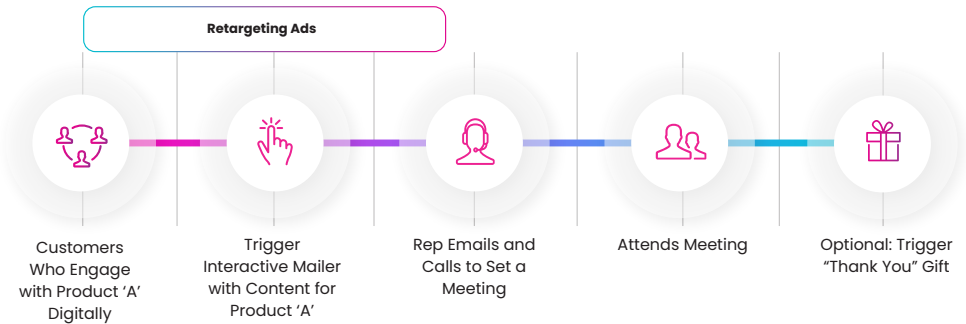 Retargeting Ads
Customers
Who Engage
with Product ‘A’
Digitally
Trigger
Interactive Mailer
with Content for
Product ‘A’
Rep Emails and
Calls to Set a
Meeting
Attends Meeting
Optional: Trigger
“Thank You” Gift